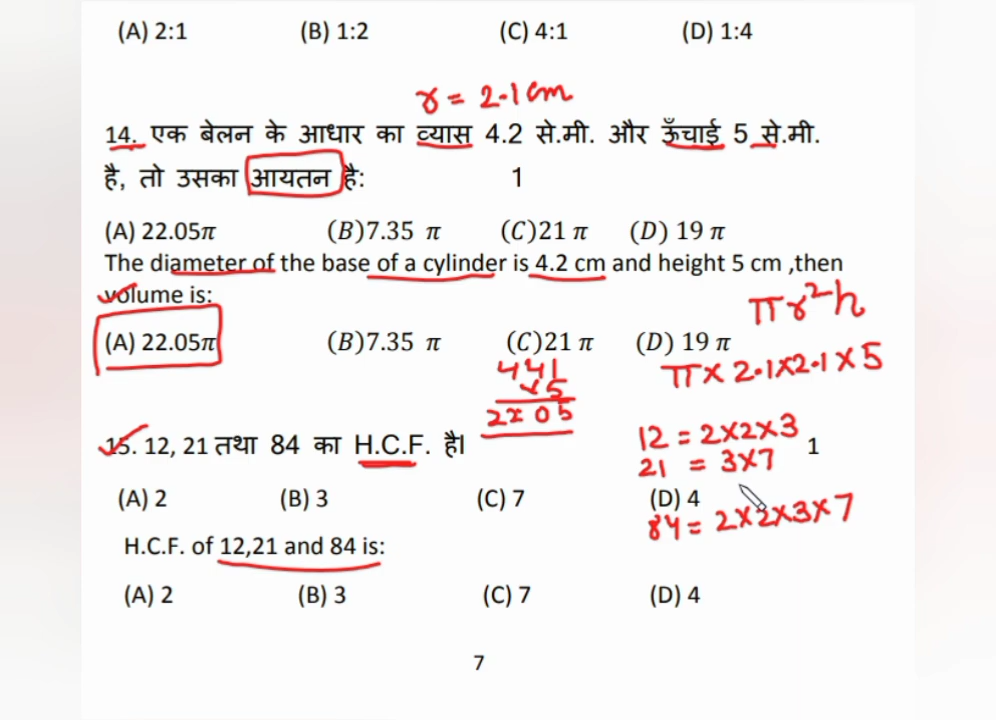 (A) 2:1 (B) 1:2 (C) 4:1 (D) 1:4
r = 2.1 cm
14. एक बेलन के आधार का व्यास 4.2 से.मी. और ऊँचाई 5 से.मी.
है, तो उसका आयतन है: 1
(A) 22.05π (B)7.35 π (C)21 π (D) 19 π
The diameter of the base of a cylinder is 4.2 cm and height 5 cm ,then
volume is:
πr²h
(A) 22.05π (B)7.35 π (C)21 π (D) 19 π
π × 2.1×2.1 × 5
441
×5
2205
15. 12, 21 तथा 84 का H.C.F. है। 1
12 = 2×2×3
21 = 3×7
(A) 2 (B) 3 (C) 7 (D) 4
84 = 2×2×3×7
H.C.F. of 12,21 and 84 is:
(A) 2 (B) 3 (C) 7 (D) 4
7